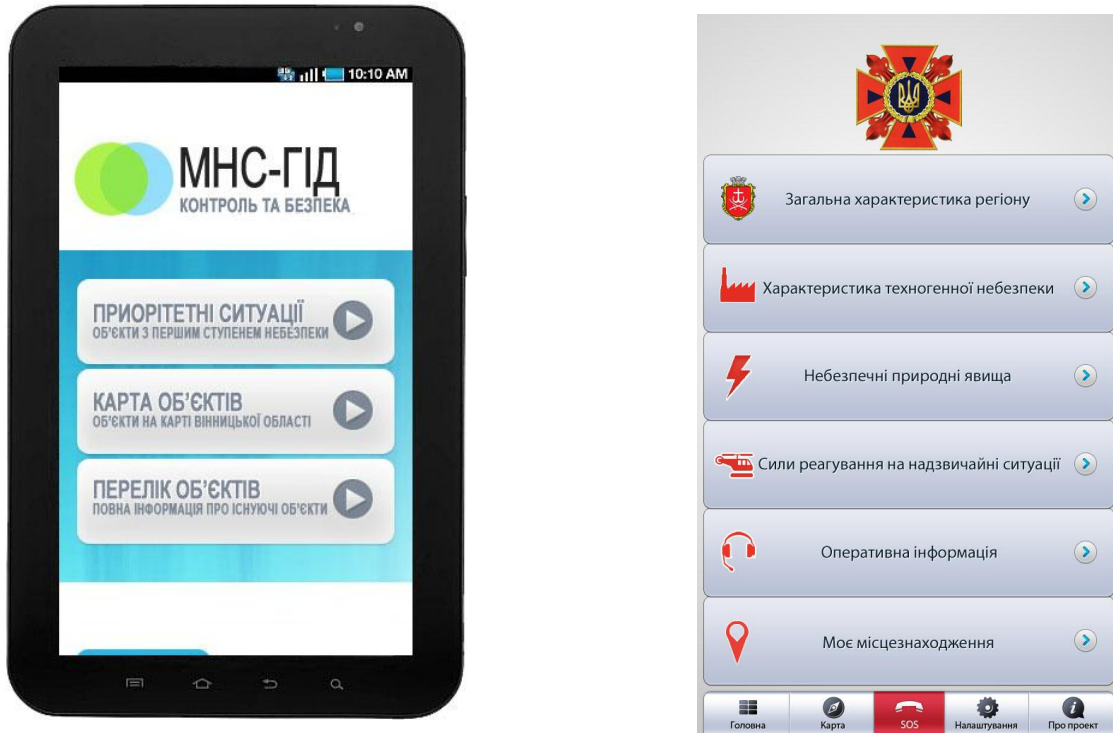 10:10 AM
МНС-ГІД
КОНТРОЛЬ ТА БЕЗПЕКА
ПРИОРІТЕТНІ СИТУАЦІЇ
ОБ'ЄКТИ З ПЕРШИМ СТУПЕНЕМ НЕБЕЗПЕКИ
КАРТА ОБ'ЄКТІВ
ОБ'ЄКТИ НА КАРТІ ВІННИЦЬКОЇ ОБЛАСТІ
ПЕРЕЛІК ОБ'ЄКТІВ
ПОВНА ІНФОРМАЦІЯ ПРО ІСНУЮЧІ ОБ'ЄКТИ
Загальна характеристика регіону
Характеристика техногенної небезпеки
Небезпечні природні явища
Сили реагування на надзвичайні ситуації
Оперативна інформація
Моє місцезнаходження
Головна Карта SOS Налаштування Про проект